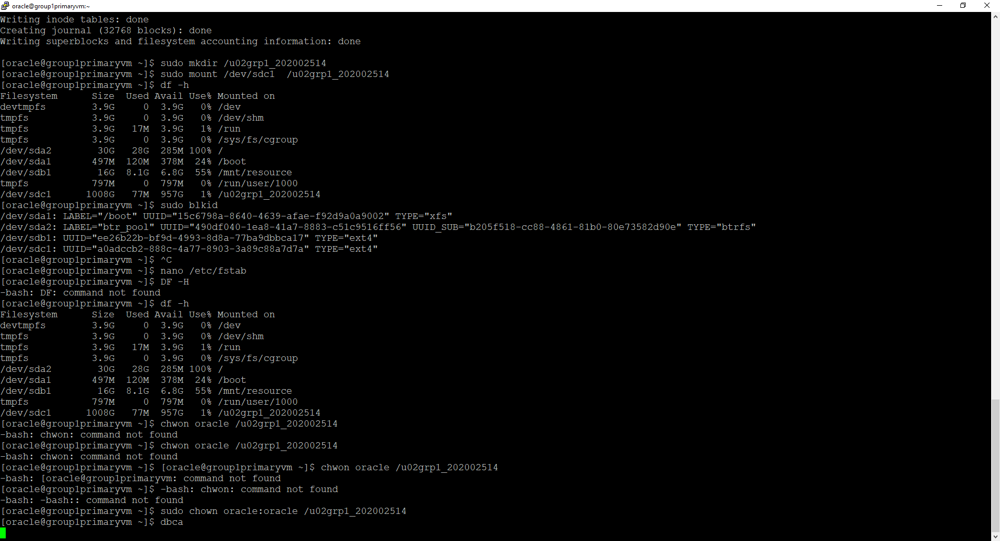 oracle@group1primaryvm:~
Writing inode tables: done
Creating journal (32768 blocks): done
Writing superblocks and filesystem accounting information: done
[oracle@group1primaryvm ~]$ sudo mkdir /u02grp1_202002514
[oracle@group1primaryvm ~]$ sudo mount /dev/sdc1  /u02grp1_202002514
[oracle@group1primaryvm ~]$ df -h
Filesystem      Size  Used Avail Use% Mounted on
devtmpfs        3.9G     0  3.9G   0% /dev
tmpfs           3.9G     0  3.9G   0% /dev/shm
tmpfs           3.9G   17M  3.9G   1% /run
tmpfs           3.9G     0  3.9G   0% /sys/fs/cgroup
/dev/sda2        30G   28G  285M 100% /
/dev/sda1       497M  120M  378M  24% /boot
/dev/sdb1        16G  8.1G  6.8G  55% /mnt/resource
tmpfs           797M     0  797M   0% /run/user/1000
/dev/sdc1      1008G   77M  957G   1% /u02grp1_202002514
[oracle@group1primaryvm ~]$ sudo blkid
/dev/sda1: LABEL="/boot" UUID="15c6798a-8640-4639-afae-f92d9a0a9002" TYPE="xfs"
/dev/sda2: LABEL="btr_pool" UUID="490df040-1ea8-41a7-8883-c51c9516ff56" UUID_SUB="b205f518-cc88-4861-81b0-80e73582d90e" TYPE="btrfs"
/dev/sdb1: UUID="ee26b22b-bf9d-4993-8d8a-77ba9dbbca17" TYPE="ext4"
/dev/sdc1: UUID="a0adccb2-888c-4a77-8903-3a89c88a7d7a" TYPE="ext4"
[oracle@group1primaryvm ~]$ ^C
[oracle@group1primaryvm ~]$ nano /etc/fstab
[oracle@group1primaryvm ~]$ DF -H
-bash: DF: command not found
[oracle@group1primaryvm ~]$ df -h
Filesystem      Size  Used Avail Use% Mounted on
devtmpfs        3.9G     0  3.9G   0% /dev
tmpfs           3.9G     0  3.9G   0% /dev/shm
tmpfs           3.9G   17M  3.9G   1% /run
tmpfs           3.9G     0  3.9G   0% /sys/fs/cgroup
/dev/sda2        30G   28G  285M 100% /
/dev/sda1       497M  120M  378M  24% /boot
/dev/sdb1        16G  8.1G  6.8G  55% /mnt/resource
tmpfs           797M     0  797M   0% /run/user/1000
/dev/sdc1      1008G   77M  957G   1% /u02grp1_202002514
[oracle@group1primaryvm ~]$ chwon oracle /u02grp1_202002514
-bash: chwon: command not found
[oracle@group1primaryvm ~]$ chwon oracle /u02grp1_202002514
-bash: chwon: command not found
[oracle@group1primaryvm ~]$ [oracle@group1primaryvm ~]$ chwon oracle /u02grp1_202002514
-bash: [oracle@group1primaryvm: command not found
[oracle@group1primaryvm ~]$ -bash: chwon: command not found
-bash: -bash:: command not found
[oracle@group1primaryvm ~]$ sudo chown oracle:oracle /u02grp1_202002514
[oracle@group1primaryvm ~]$ dbca